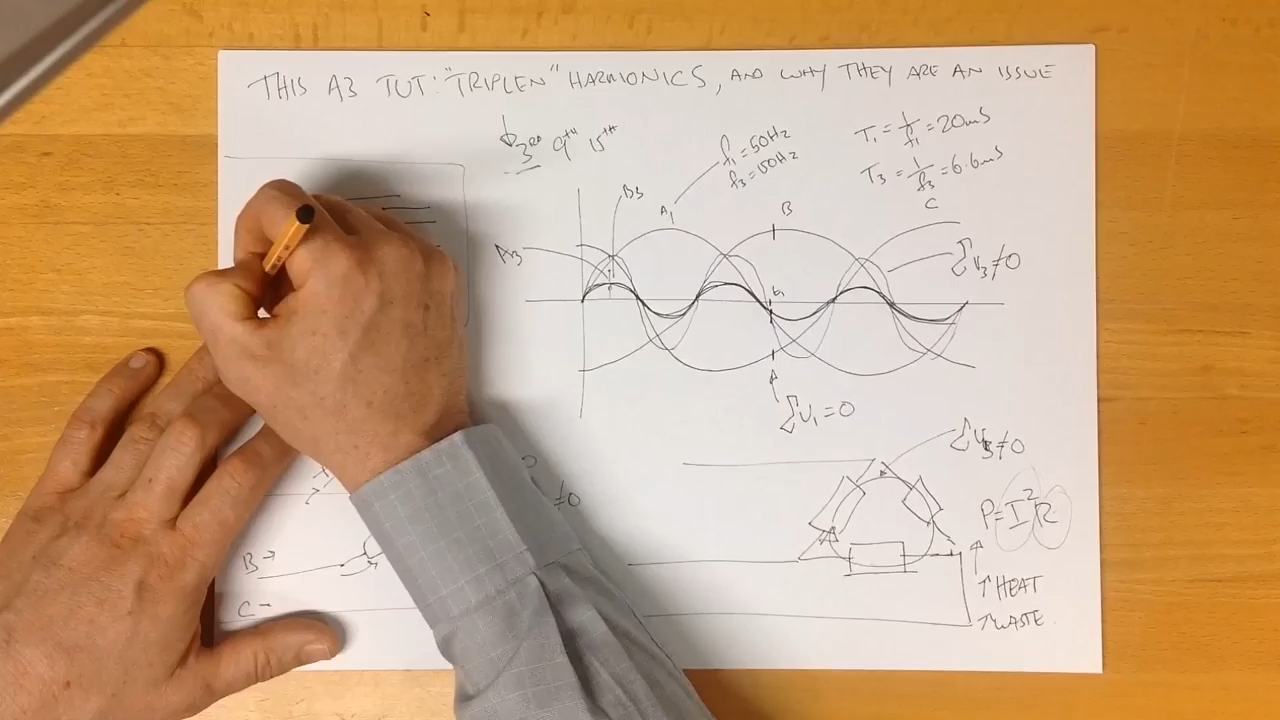 THIS A3 TUT: "TRIPLEN" HARMONICS, AND WHY THEY ARE AN ISSUE
3RD 9TH 15TH
f₁=50Hz
f₃=150Hz
T₁=1/f₁=20mS
T₃=1/f₃=6.6mS
B3
A1
B
C
A3
ΣV₃≠0
A
ΣV₁=0
ΣV₃≠0
P=I²R
≠0
B→
C→
↑HEAT
↑WASTE